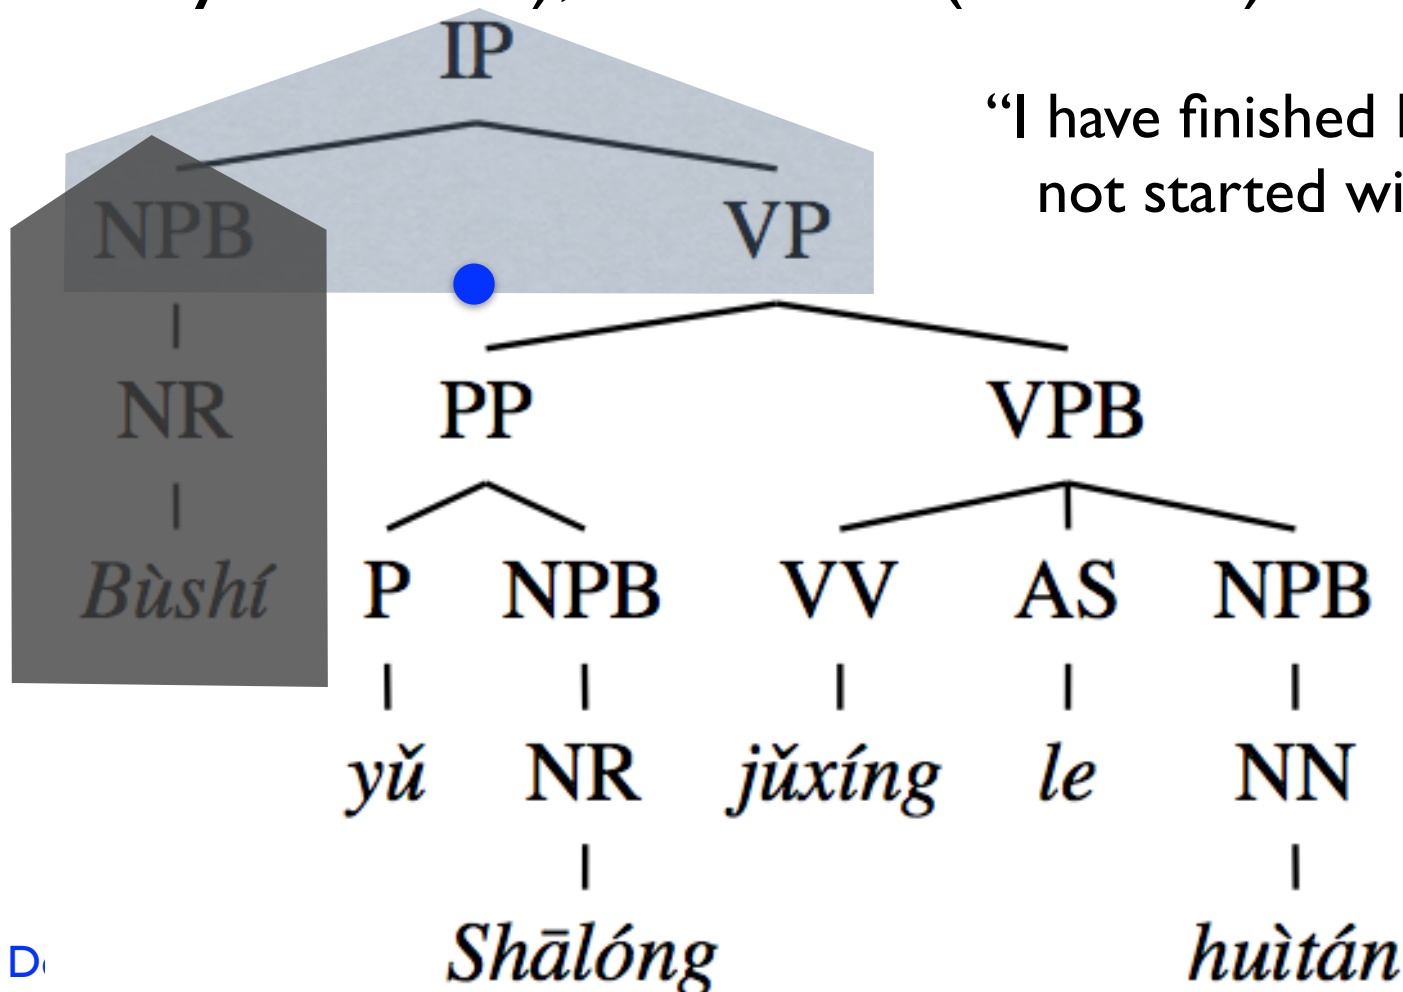 IP
“I have finished
not started wi
NPB VP
NR PP VPB
Bùshí P NPB VV AS NPB
yǔ NR jǔxíng le NN
Shālóng huìtán